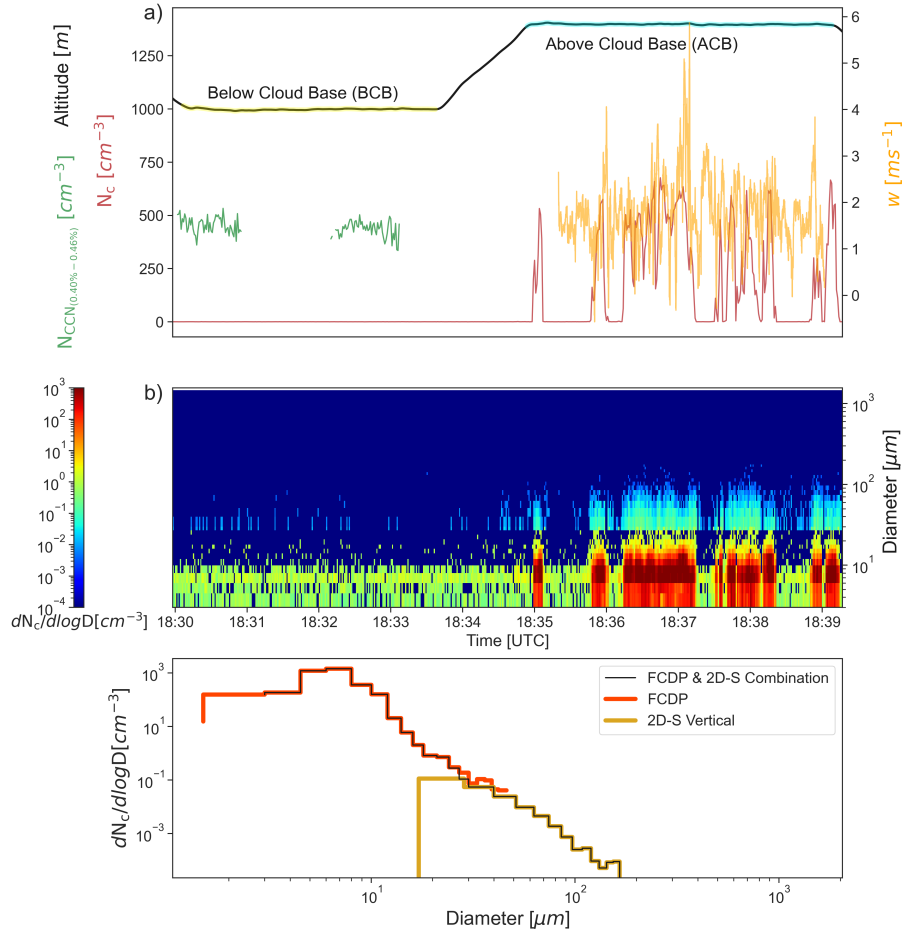 a)
Altitude [m]
N_c [cm^{-3}]
N_{CCN(0.40% − 0.46%)} [cm^{-3}]
1250
1000
750
500
250
0
Below Cloud Base (BCB)
Above Cloud Base (ACB)
6
5
4
3
2
1
0
w [ms^{-1}]
b)
10^3
10^2
10^1
10^0
10^{-1}
10^{-2}
10^{-3}
10^{-4}
dN_c/dlogD[cm^{-3}]
10^3
10^2
10^1
Diameter [μm]
18:30 18:31 18:32 18:33 18:34 18:35 18:36 18:37 18:38 18:39
Time [UTC]
dN_c/dlogD[cm^{-3}]
10^3
10^1
10^{-1}
10^{-3}
FCDP & 2D-S Combination
FCDP
2D-S Vertical
10^1 10^2 10^3
Diameter [μm]